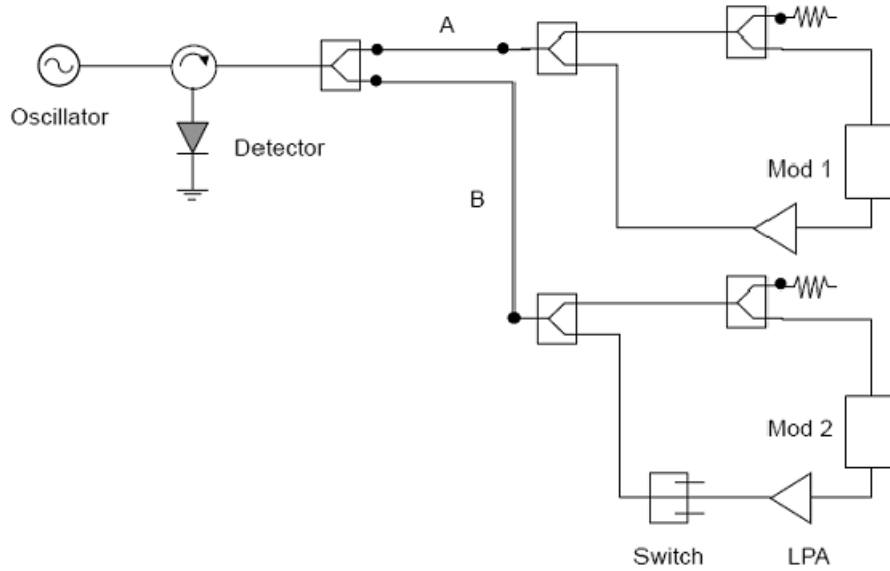 A
Oscillator
Detector
Mod 1
B
Mod 2
Switch
LPA